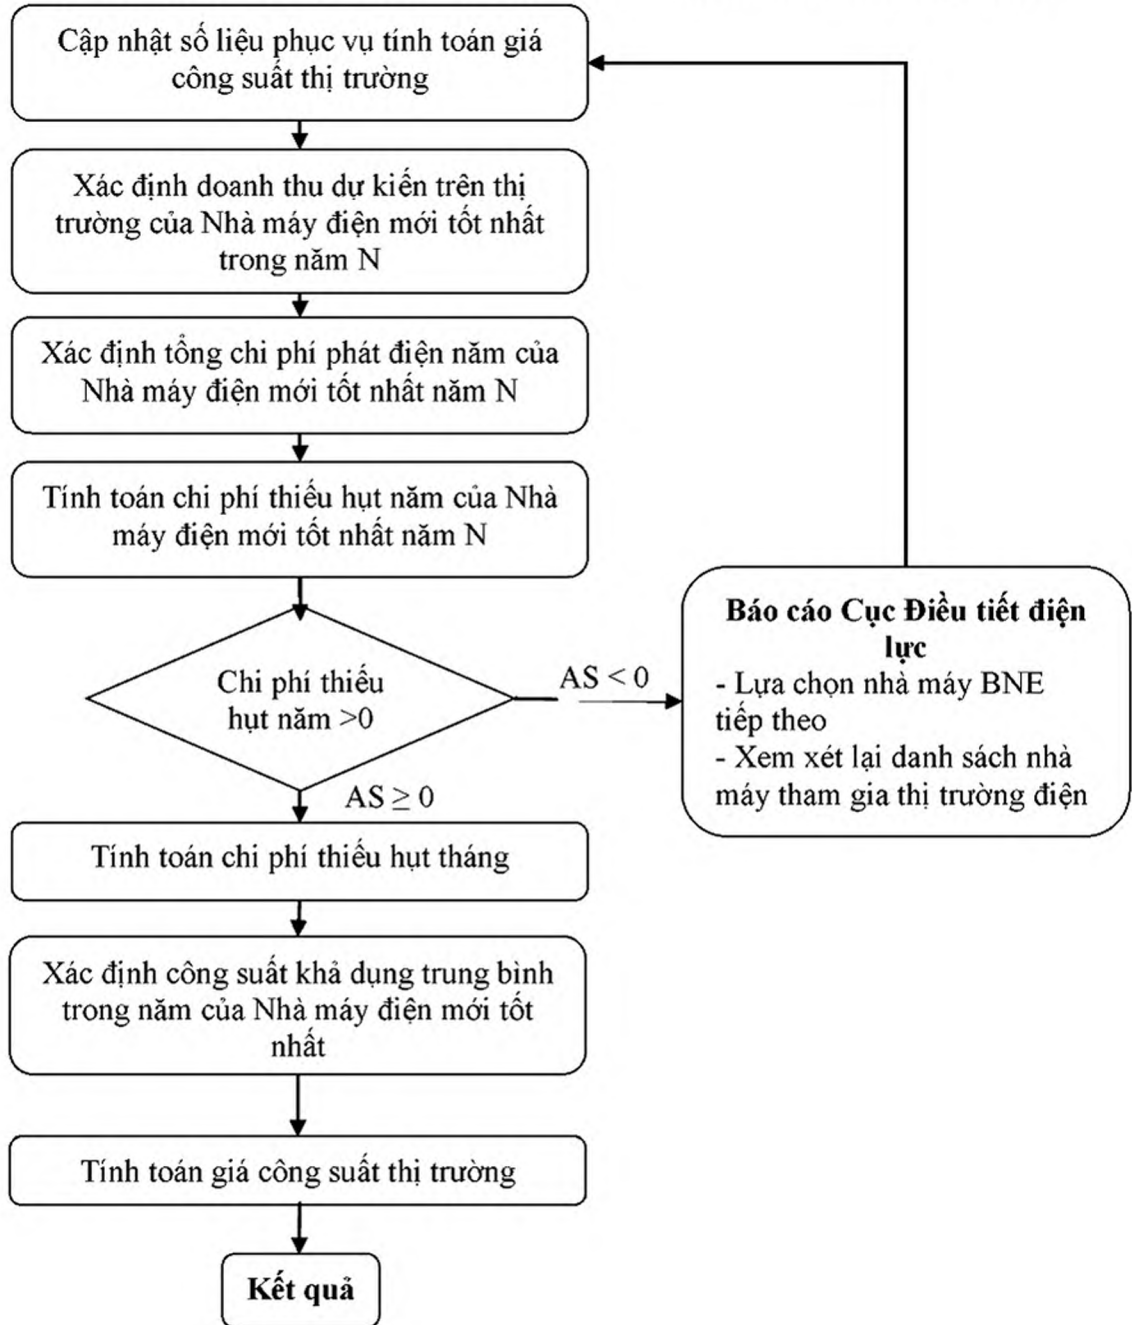 Cập nhật số liệu phục vụ tính toán giá
công suất thị trường
Xác định doanh thu dự kiến trên thị
trường của Nhà máy điện mới tốt nhất
trong năm N
Xác định tổng chi phí phát điện năm của
Nhà máy điện mới tốt nhất năm N
Tính toán chi phí thiếu hụt năm của Nhà
máy điện mới tốt nhất năm N
Chi phí thiếu
hụt năm >0
AS < 0
Báo cáo Cục Điều tiết điện
lực
- Lựa chọn nhà máy BNE
tiếp theo
- Xem xét lại danh sách nhà
máy tham gia thị trường điện
AS ≥ 0
Tính toán chi phí thiếu hụt tháng
Xác định công suất khả dụng trung bình
trong năm của Nhà máy điện mới tốt
nhất
Tính toán giá công suất thị trường
Kết quả